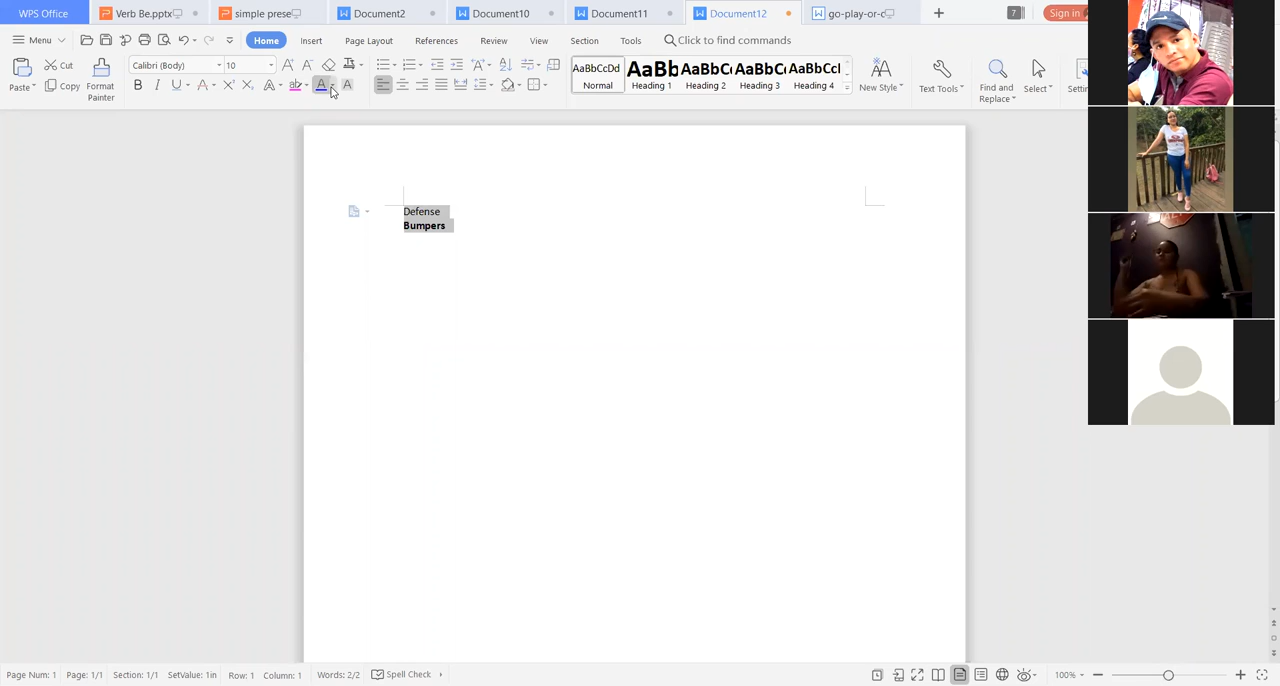 WPS Office Verb Be.pptx simple prese Document2 Document10 Document11 Document12 go-play-or-c 7 Sign in
Menu Home Insert Page Layout References View Section Tools Click to find commands
Paste Cut Copy Format Painter Calibri (Body) 10 AaBbCcDd Normal AaBb Heading 1 AaBbC Heading 2 AaBbC Heading 3 AaBbCcI Heading 4 New Style Text Tools Find and Replace Select
Defense
Bumpers
Page Num: 1 Page: 1/1 Section: 1/1 SetValue: 1in Row: 1 Column: 1 Words: 2/2 Spell Check 100%